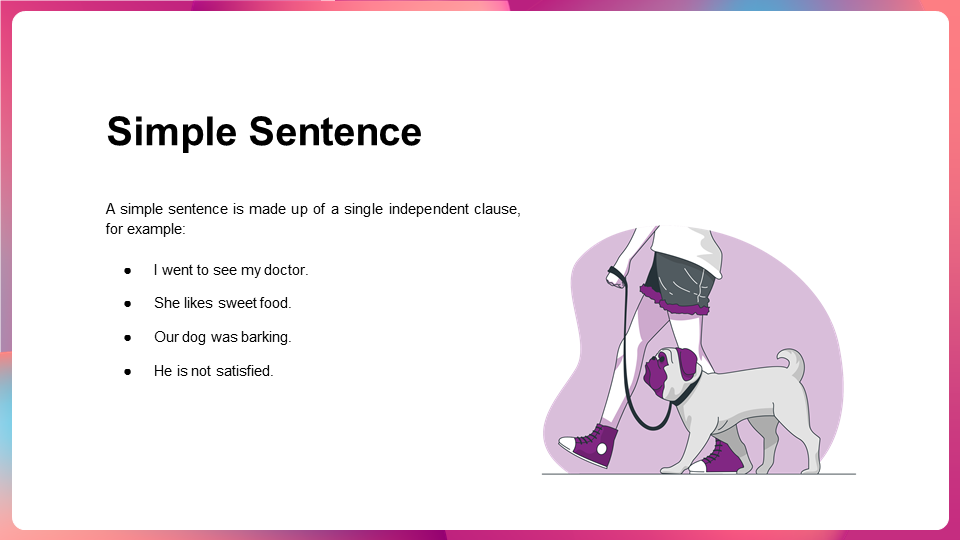 Simple Sentence
A simple sentence is made up of a single independent clause,
for example:
● I went to see my doctor.
● She likes sweet food.
● Our dog was barking.
● He is not satisfied.